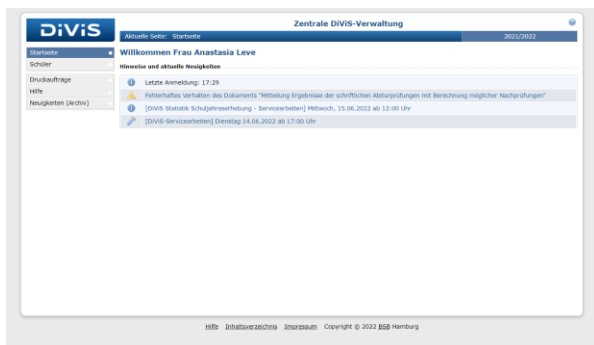 DiViS
Zentrale DiViS-Verwaltung
Aktuelle Seite: Startseite
2021/2022
Startseite
Schüler
Druckaufträge
Hilfe
Neuigkeiten (Archiv)
Willkommen Frau Anastasia Leve
Hinweise und aktuelle Neuigkeiten
Letzte Anmeldung: 17:29
Fehlerhaftes Verhalten des Dokuments "Mitteilung Ergebnisse der schriftlichen Abiturprüfungen mit Berechnung möglicher Nachprüfungen"
[DiViS Statistik Schuljahreserhebung - Servicearbeiten] Mittwoch, 15.06.2022 ab 12:00 Uhr
[DiViS-Servicearbeiten] Dienstag 14.06.2022 ab 17:00 Uhr
Hilfe Inhaltsverzeichnis Impressum Copyright © 2022 BSB Hamburg